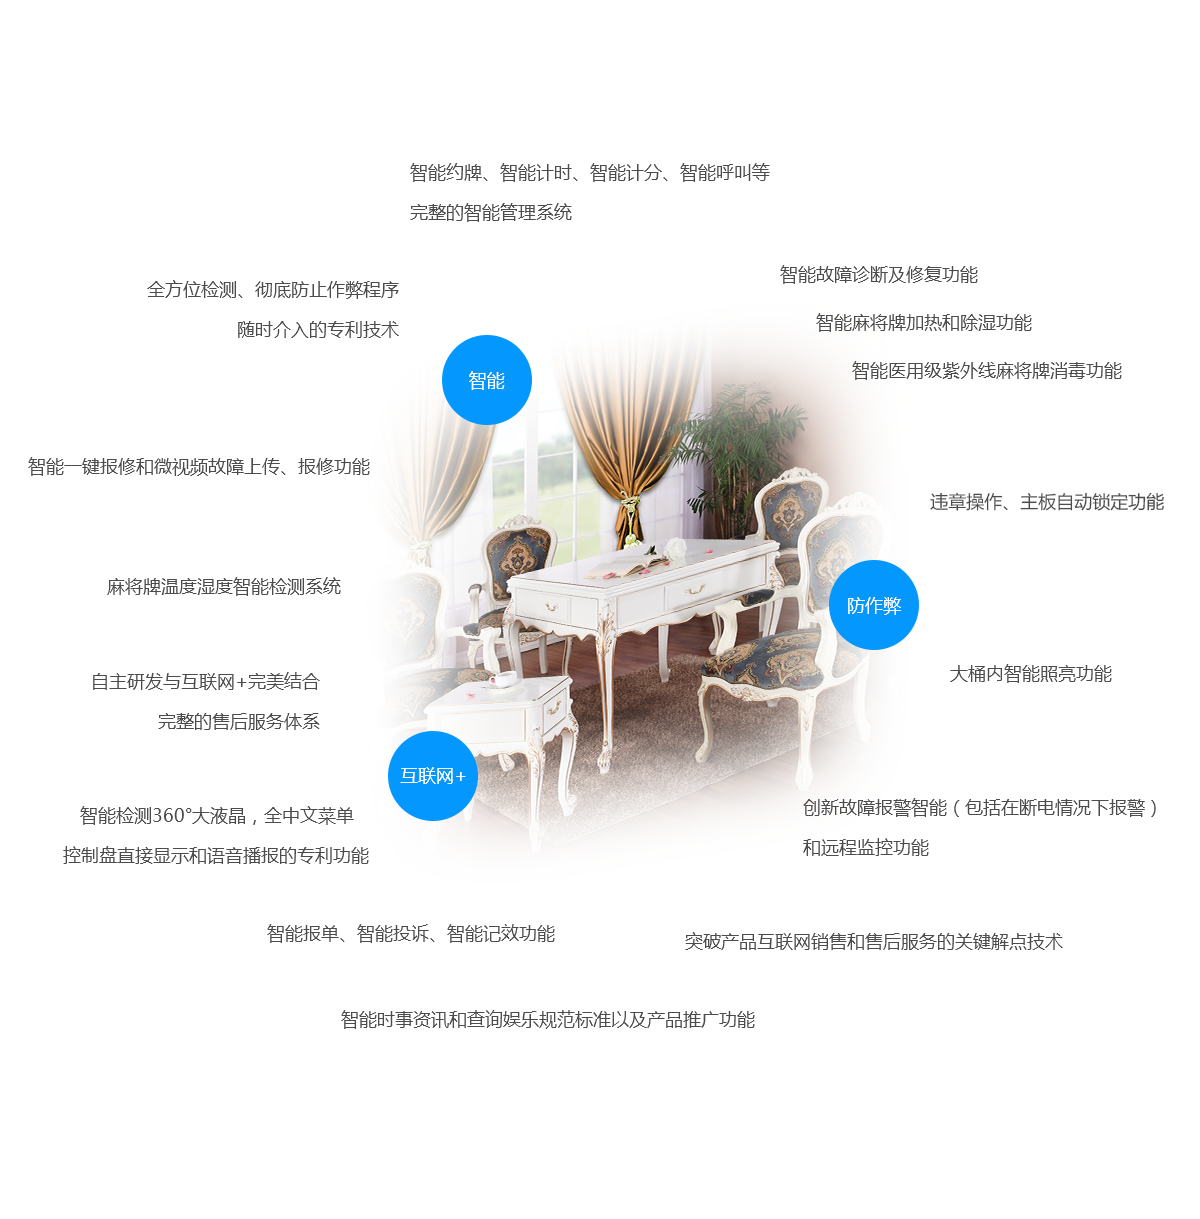 智能约牌、智能计时、智能计分、智能呼叫等
完整的智能管理系统
智能故障诊断及修复功能
全方位检测、彻底防止作弊程序
随时介入的专利技术
智能麻将牌加热和除湿功能
智能医用级紫外线麻将牌消毒功能
智能
智能一键报修和微视频故障上传、报修功能
违章操作、主板自动锁定功能
麻将牌温度湿度智能检测系统
防作弊
大桶内智能照亮功能
自主研发与互联网+完美结合
完整的售后服务体系
互联网+
智能检测360°大液晶，全中文菜单
控制盘直接显示和语音播报的专利功能
创新故障报警智能（包括在断电情况下报警）
和远程监控功能
智能报单、智能投诉、智能记效功能
突破产品互联网销售和售后服务的关键解点技术
智能时事资讯和查询娱乐规范标准以及产品推广功能